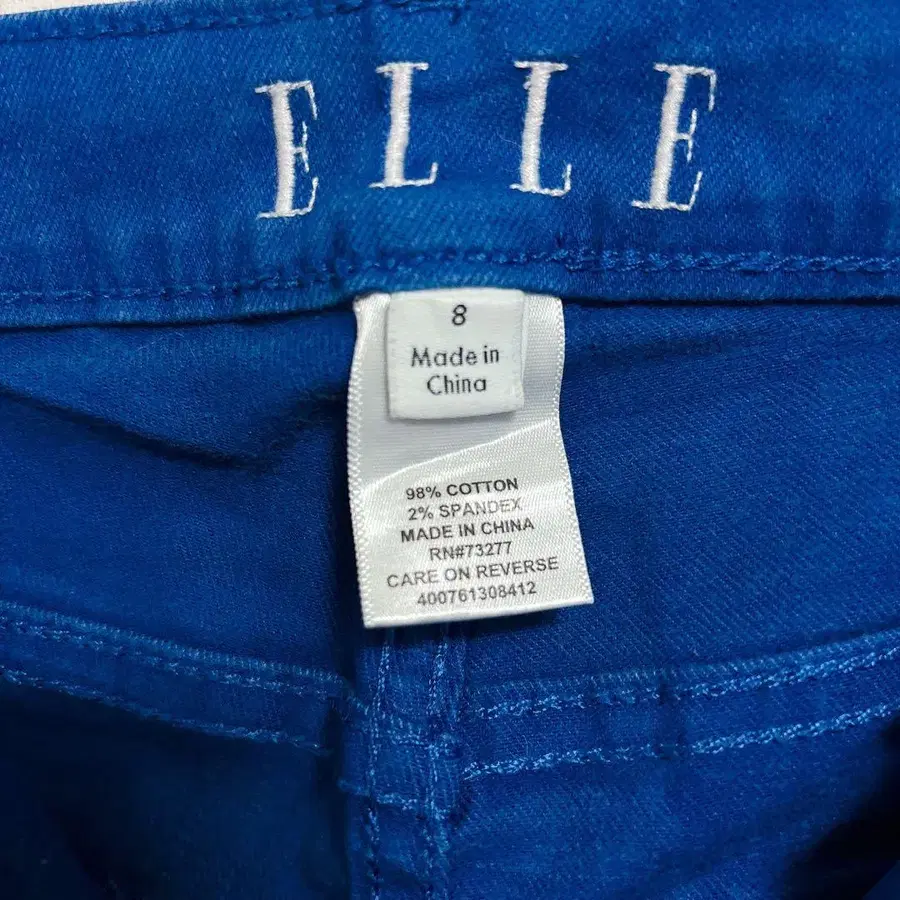 ELLE
8
Made in
China
98% COTTON
2% SPANDEX
MADE IN CHINA
RN#73277
CARE ON REVERSE
400761308412